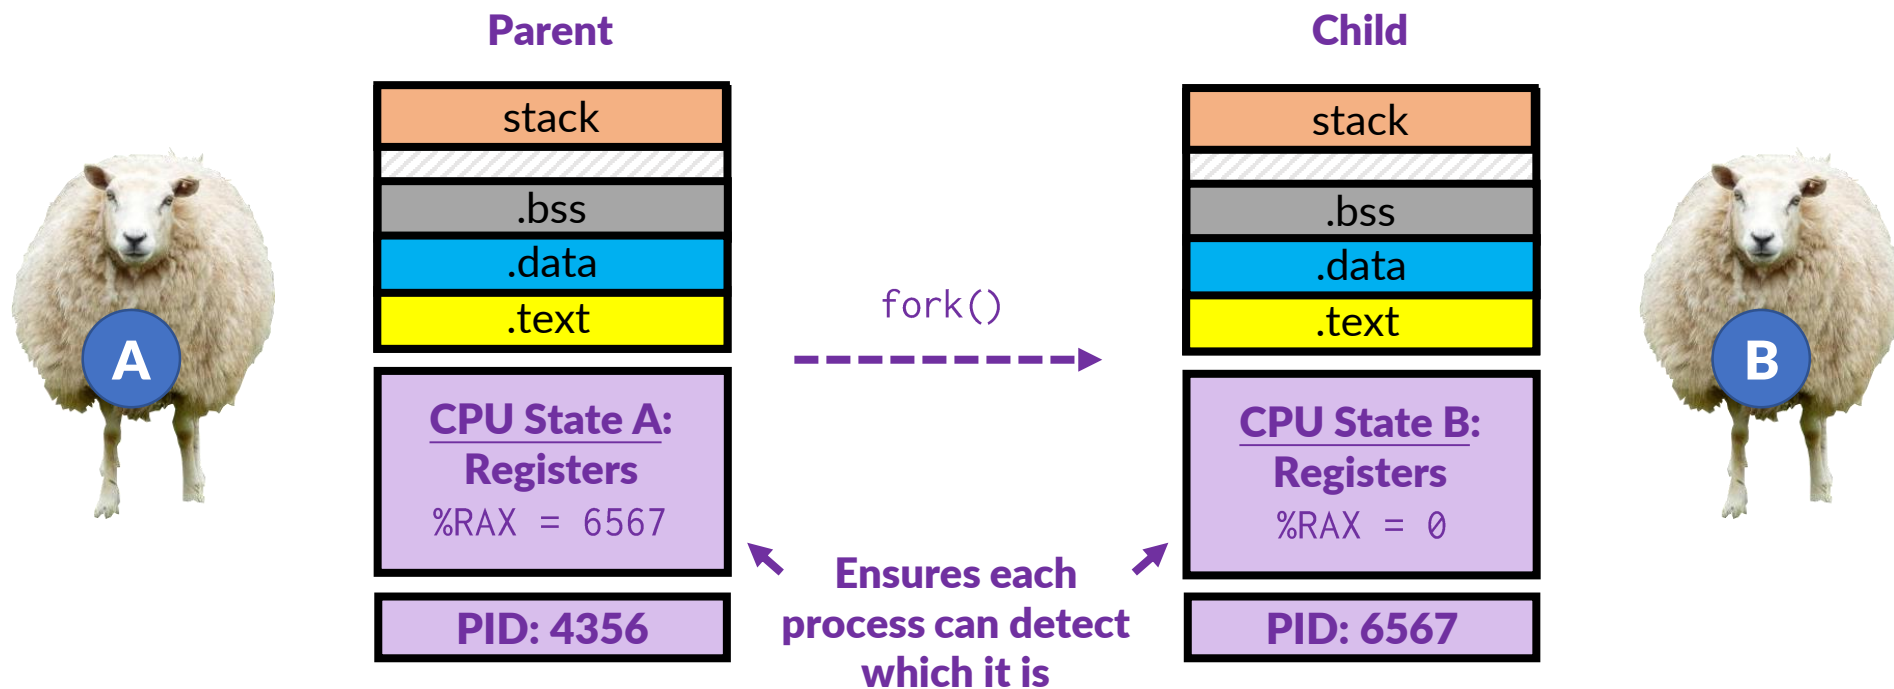 Parent
Child
stack
.bss
.data
.text
CPU State A:
Registers
%RAX = 6567
PID: 4356
A
fork()
Ensures each
process can detect
which it is
stack
.bss
.data
.text
CPU State B:
Registers
%RAX = 0
PID: 6567
B